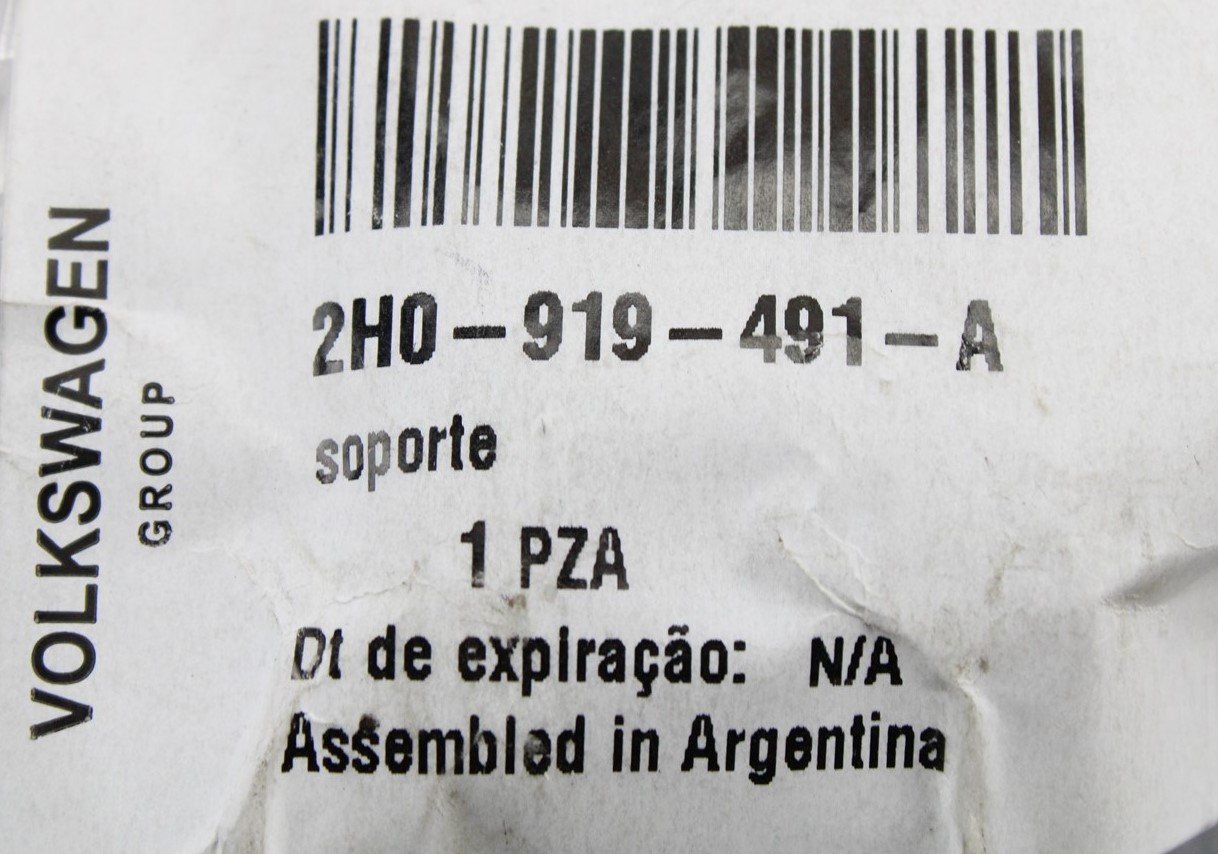 VOLKSWAGEN
GROUP
2H0-919-491-A
soporte
1 PZA
Dt de expiração: N/A
Assembled in Argentina